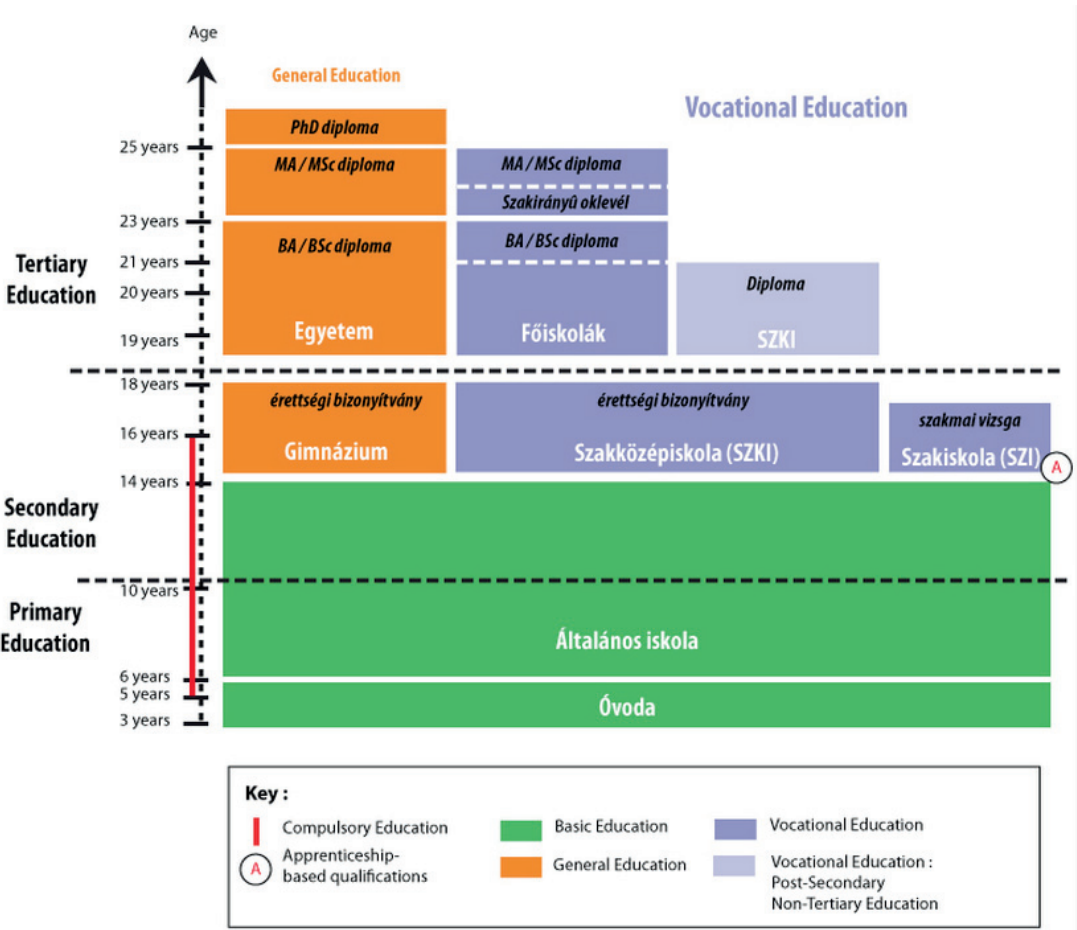 Age
General Education
Vocational Education
PhD diploma
25 years
MA / MSc diploma
MA / MSc diploma
Szakirányû oklevél
23 years
BA / BSc diploma
BA / BSc diploma
Tertiary
Education
21 years
20 years
19 years
Diploma
Egyetem
Főiskolák
SZKI
18 years
érettségi bizonyítvány
érettségi bizonyítvány
szakmai vizsga
16 years
Gimnázium
Szakközépiskola (SZKI)
Szakiskola (SZI)
A
14 years
Secondary
Education
10 years
Primary
Education
Általános iskola
6 years
5 years
3 years
Óvoda
Key :
Compulsory Education
A
Apprenticeship-
based qualifications
Basic Education
General Education
Vocational Education
Vocational Education :
Post-Secondary
Non-Tertiary Education